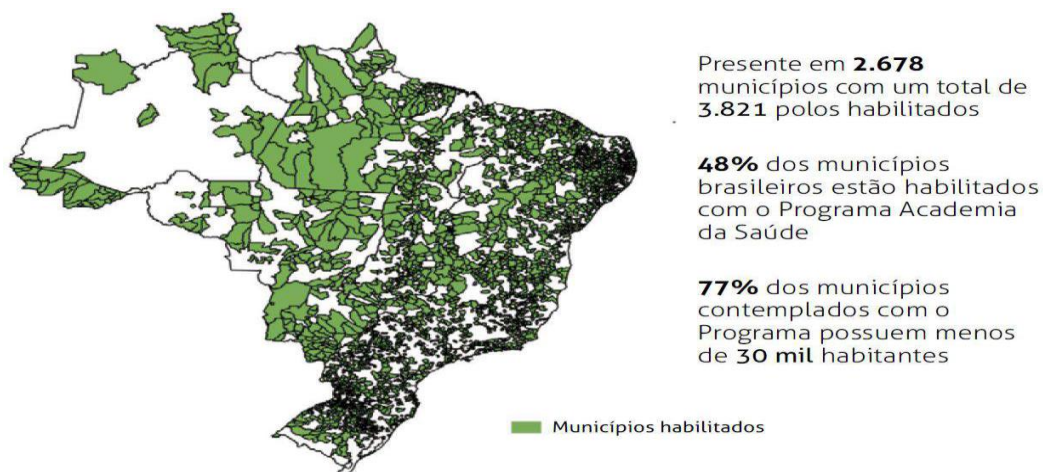 Presente em 2.678
municípios com um total de
3.821 polos habilitados
48% dos municípios
brasileiros estão habilitados
com o Programa Academia
da Saúde
77% dos municípios
contemplados com o
Programa possuem menos
de 30 mil habitantes
Municípios habilitados